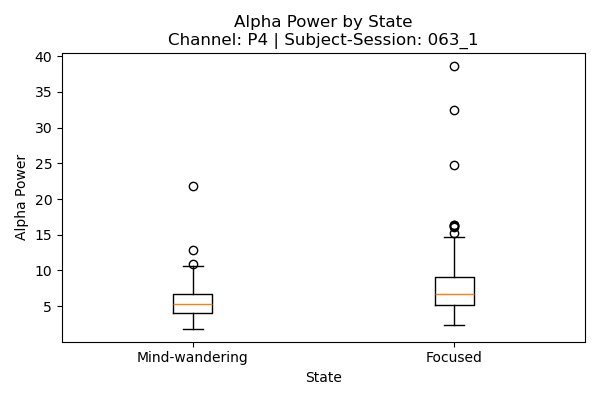 Alpha Power by State
Channel: P4 | Subject-Session: 063_1
40
35
30
25
20
15
10
5
Alpha Power
Mind-wandering
Focused
State